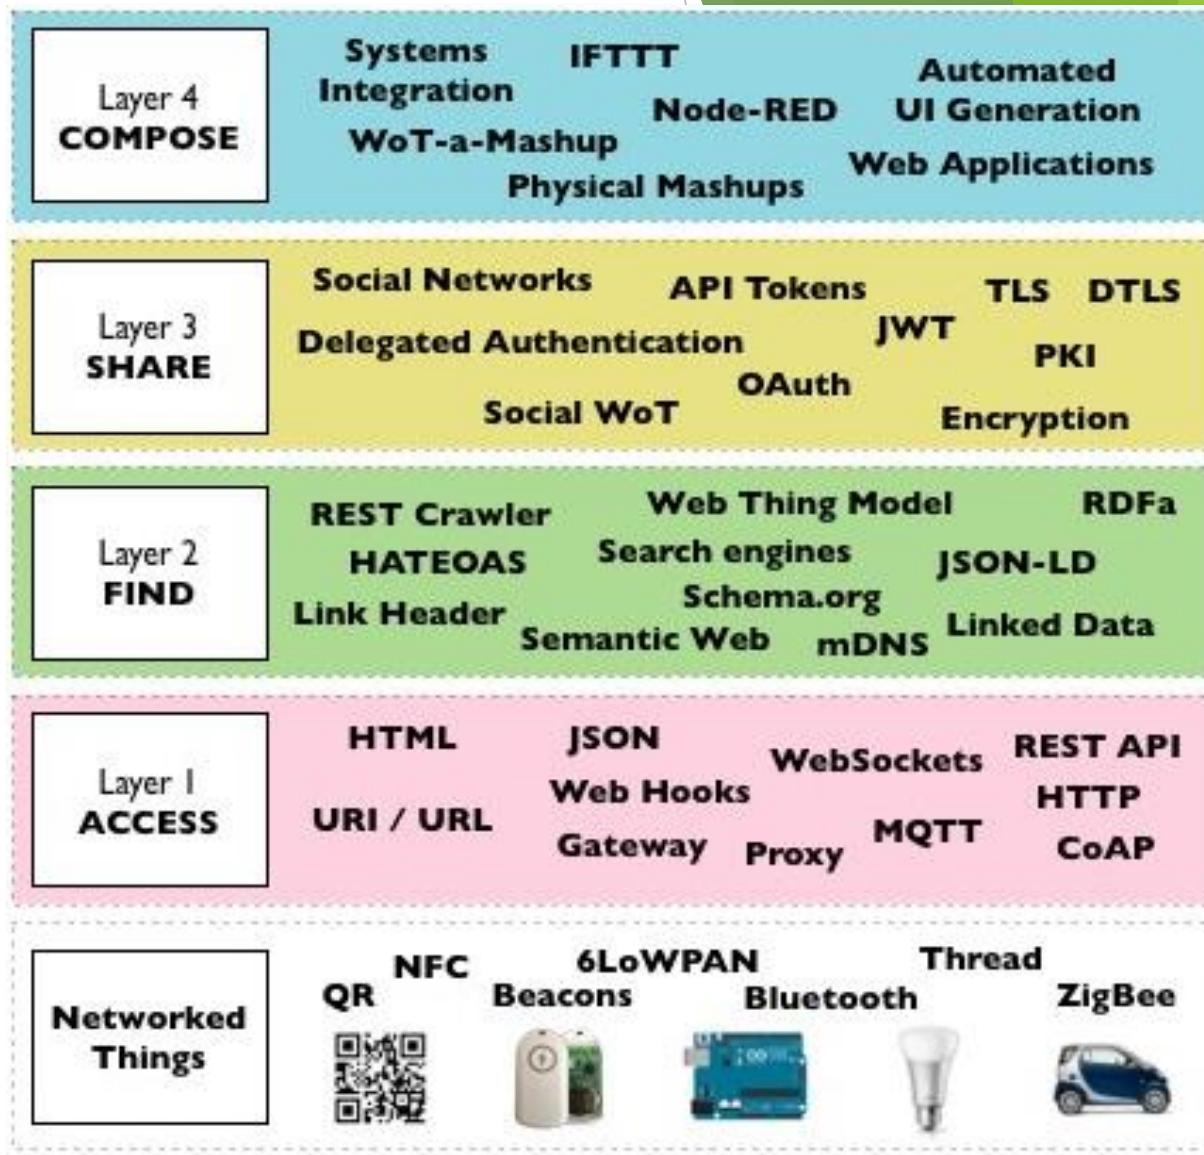 Layer 4
COMPOSE
Systems
Integration
IFTTT
Node-RED
Automated
UI Generation
WoT-a-Mashup
Web Applications
Physical Mashups
Layer 3
SHARE
Social Networks
API Tokens
TLS
DTLS
JWT
Delegated Authentication
PKI
OAuth
Social WoT
Encryption
Layer 2
FIND
REST Crawler
Web Thing Model
RDFa
HATEOAS
Search engines
JSON-LD
Schema.org
Link Header
Semantic Web
mDNS
Linked Data
Layer 1
ACCESS
HTML
JSON
WebSockets
REST API
Web Hooks
HTTP
URI / URL
Gateway
Proxy
MQTT
CoAP
Networked
Things
NFC
6LoWPAN
Thread
QR
Beacons
Bluetooth
ZigBee